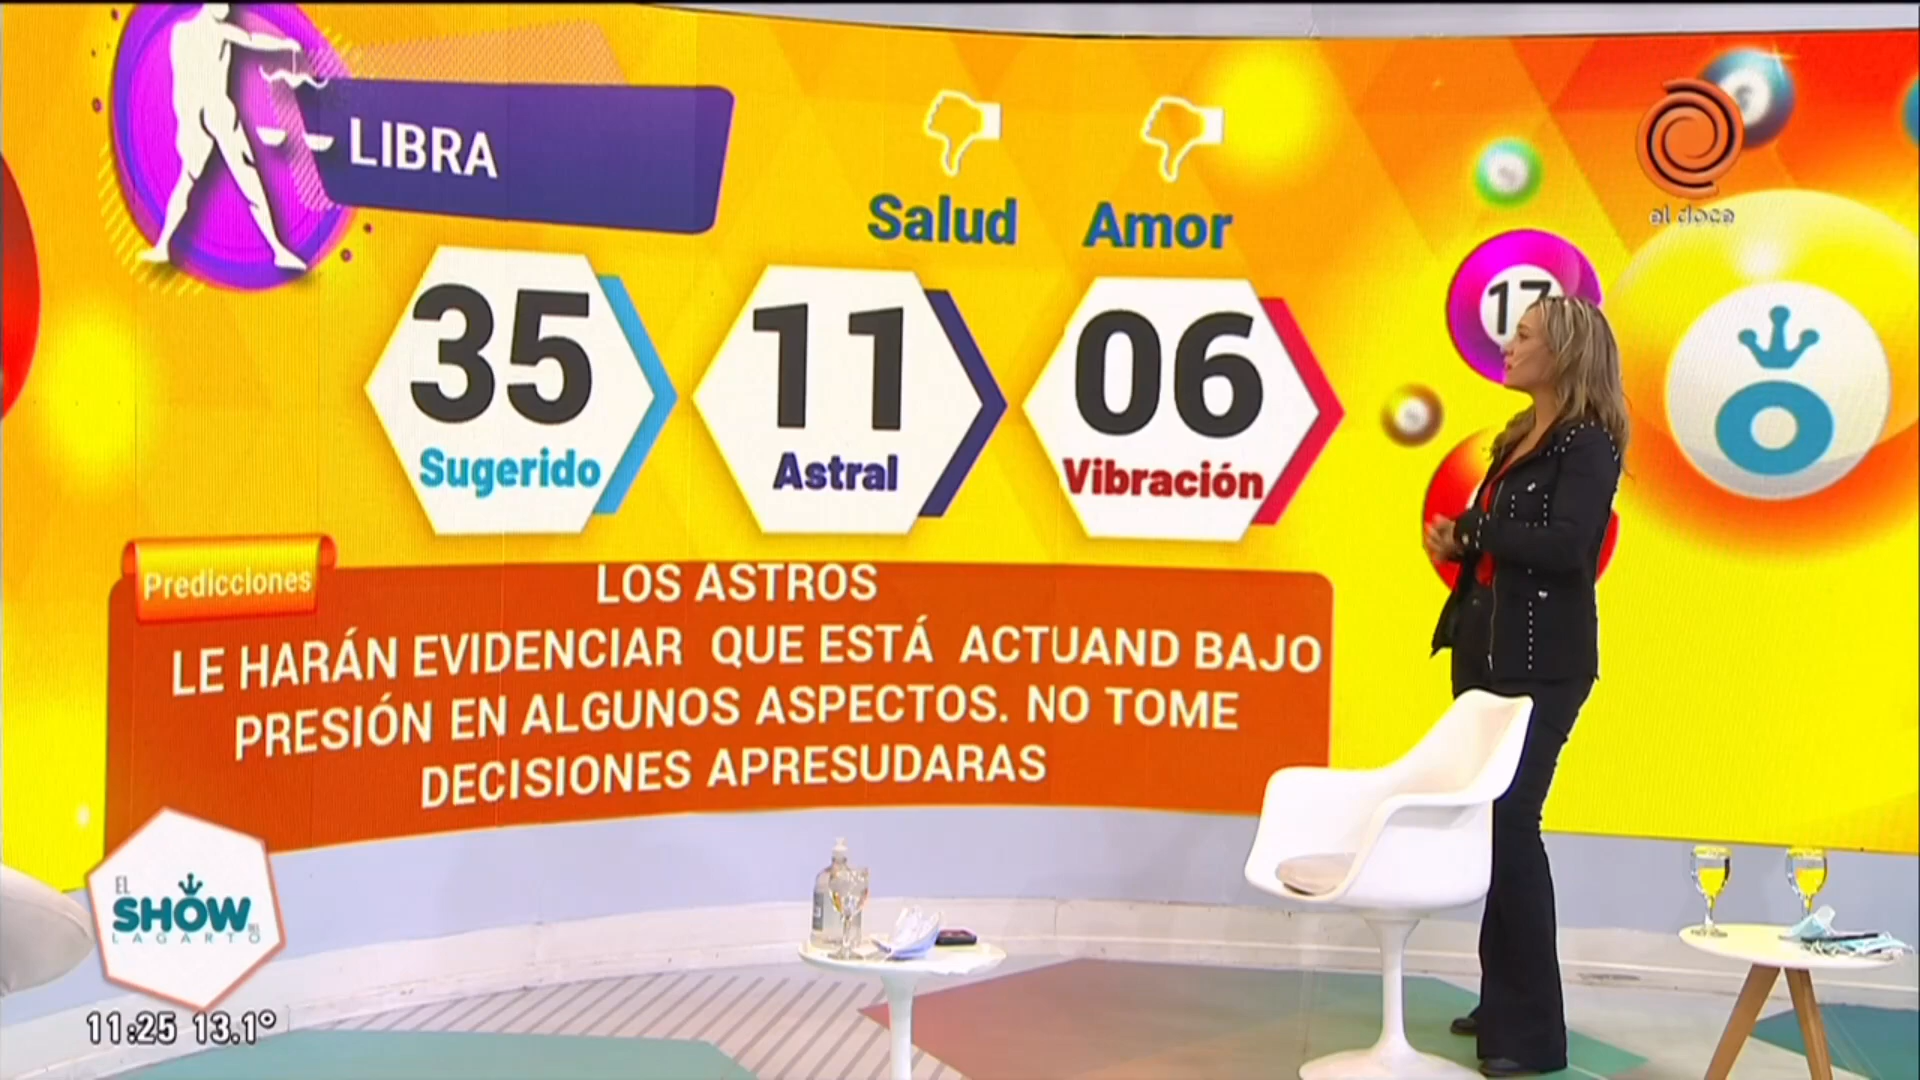 LIBRA
Salud
Amor
el doce
35
11
06
17
Sugerido
Astral
Vibración
Predicciones
LOS ASTROS
LE HARÁN EVIDENCIAR QUE ESTÁ ACTUAND BAJO
PRESIÓN EN ALGUNOS ASPECTOS. NO TOME
DECISIONES APRESUDARAS
EL
SHOW
DEL
LAGARTO
11:25 13.1°